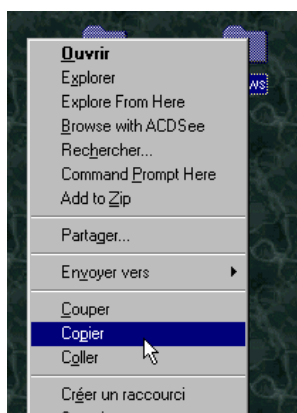 Ouvrir
Explorer
Explore From Here
Browse with ACDSee
Rechercher...
Command Prompt Here
Add to Zip
ws
Partager...
Envoyer vers
Couper
Copier
Coller
Créer un raccourci